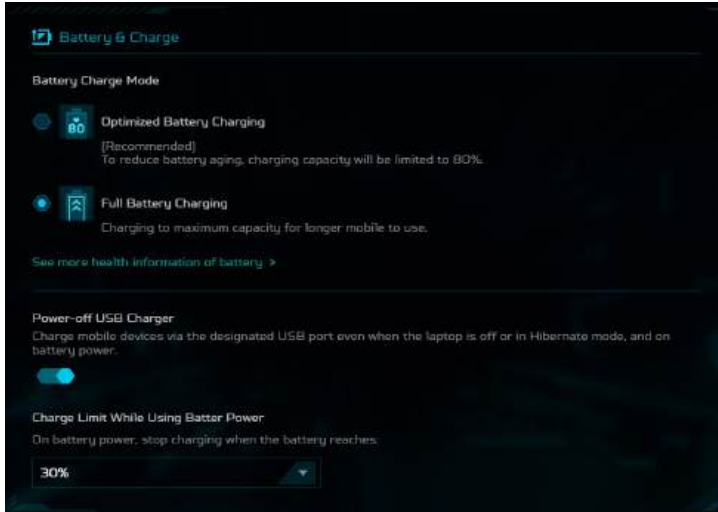 Battery & Charge
Battery Charge Mode
80
Optimized Battery Charging
[Recommended]
To reduce battery aging, charging capacity will be limited to 80%.
Full Battery Charging
Charging to maximum capacity for longer mobile to use.
See more health information of battery >
Power-off USB Charger
Charge mobile devices via the designated USB port even when the laptop is off or in Hibernate mode, and on
battery power.
Charge Limit While Using Batter Power
On battery power, stop charging when the battery reaches:
30%